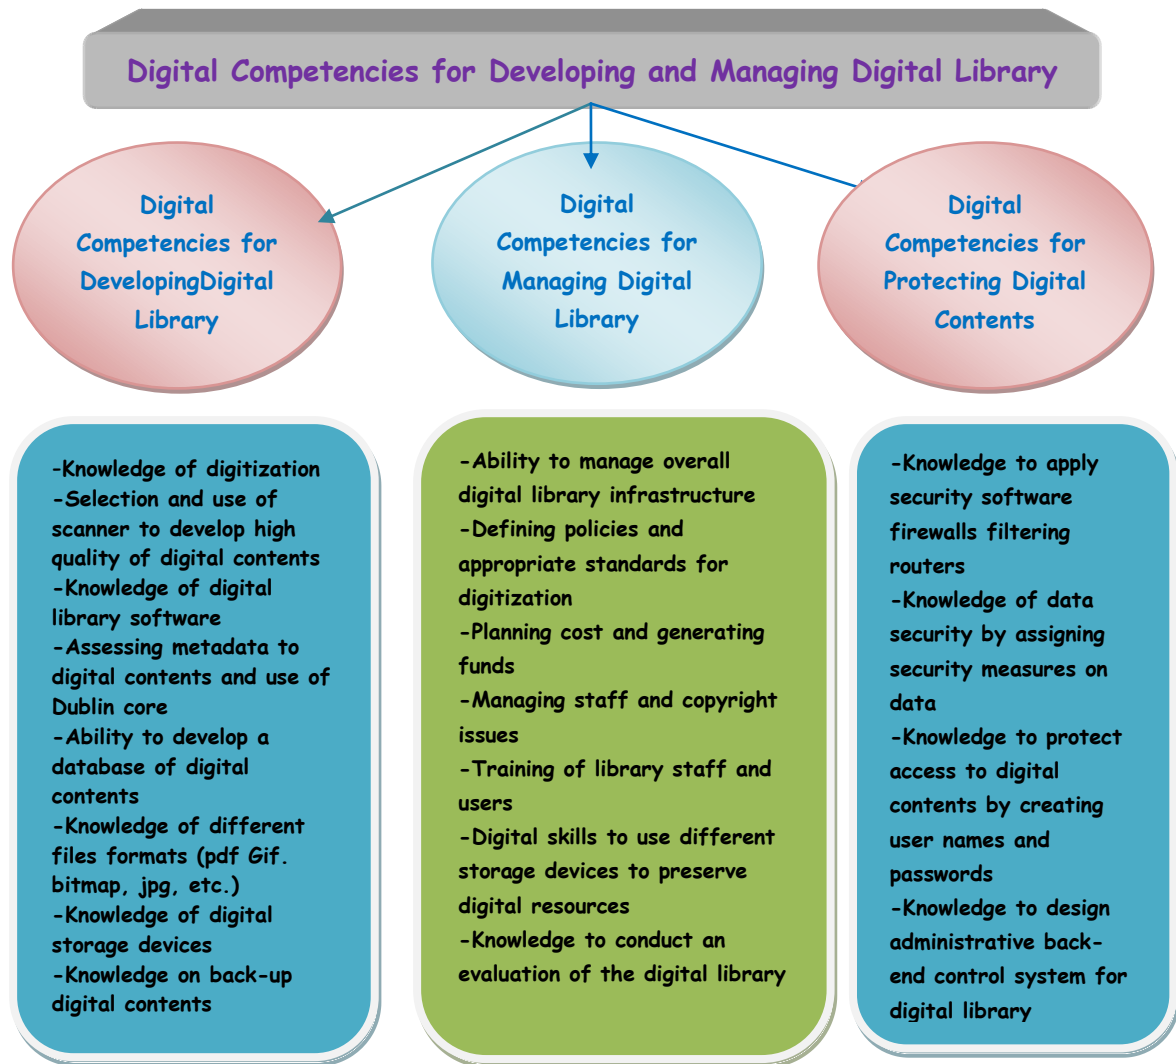 Digital Competencies for Developing and Managing Digital Library
Digital
Competencies for
DevelopingDigital
Library
Digital
Competencies for
Managing Digital
Library
Digital
Competencies for
Protecting Digital
Contents
-Knowledge of digitization
-Selection and use of
scanner to develop high
quality of digital contents
-Knowledge of digital
library software
-Assessing metadata to
digital contents and use of
Dublin core
-Ability to develop a
database of digital
contents
-Knowledge of different
files formats (pdf Gif.
bitmap, jpg, etc.)
-Knowledge of digital
storage devices
-Knowledge on back-up
digital contents
-Ability to manage overall
digital library infrastructure
-Defining policies and
appropriate standards for
digitization
-Planning cost and generating
funds
-Managing staff and copyright
issues
-Training of library staff and
users
-Digital skills to use different
storage devices to preserve
digital resources
-Knowledge to conduct an
evaluation of the digital library
-Knowledge to apply
security software
firewalls filtering
routers
-Knowledge of data
security by assigning
security measures on
data
-Knowledge to protect
access to digital
contents by creating
user names and
passwords
-Knowledge to design
administrative back-
end control system for
digital library